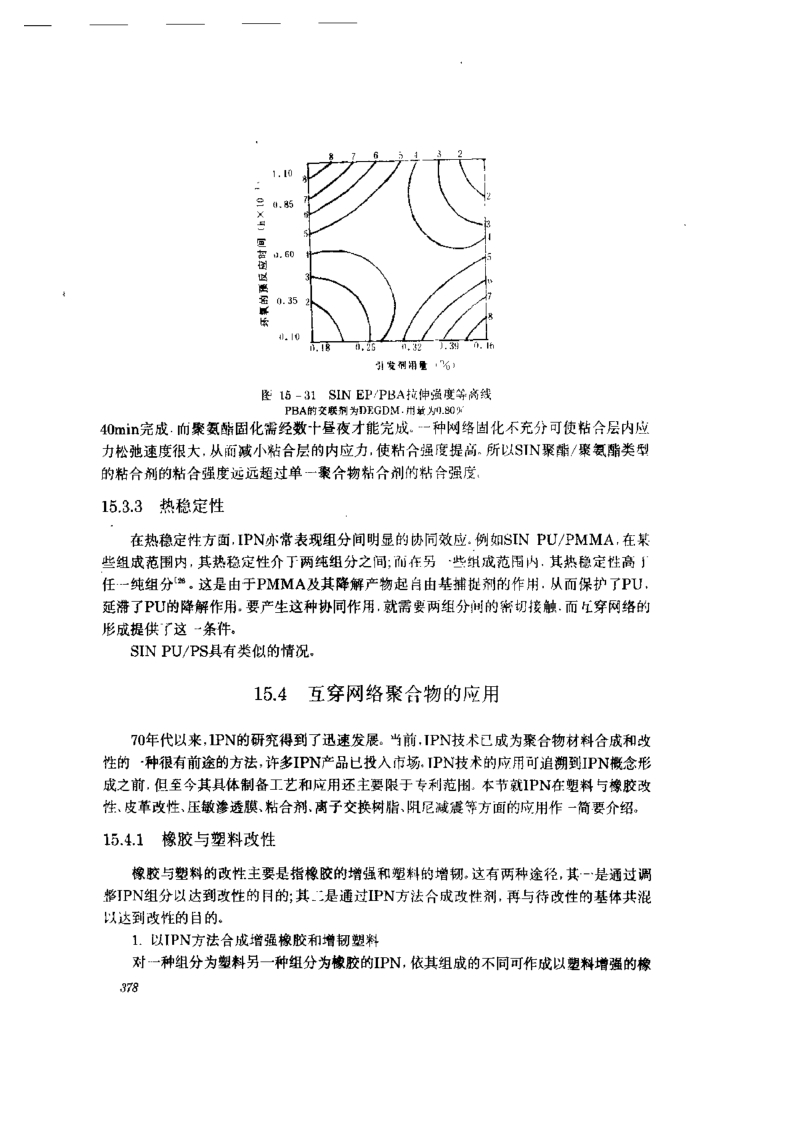 8 7 6 5 4 3 2
1.10
0.85
0.60
0.35
0.10
环氧的预反应时间(h×10
8
7
6
5
4
3
2
2
3
4
5
6
7
8
0.18 0.25 0.32 0.39 0.46
引发剂用量(%)
图 15-31 SIN EP/PBA拉伸强度等高线
PBA的交联剂为DEGDM.用量为0.80%
40min完成.而聚氨酯固化需经数十昼夜才能完成。一种网络固化不充分可使粘合层内应
力松弛速度很大,从而减小粘合层的内应力,使粘合强度提高。所以SIN聚酯/聚氨酯类型
的粘合剂的粘合强度远远超过单一聚合物粘合剂的粘合强度.
15.3.3 热稳定性
在热稳定性方面,IPN亦常表现组分间明显的协同效应。例如SIN PU/PMMA,在某
些组成范围内,其热稳定性介于两纯组分之间;而在另一些组成范围内.其热稳定性高于
任一纯组分[28]。这是由于PMMA及其降解产物起自由基捕捉剂的作用.从而保护了PU,
延滞了PU的降解作用。要产生这种协同作用,就需要两组分间的密切接触.而互穿网络的
形成提供了这一条件。
SIN PU/PS具有类似的情况。
15.4 互穿网络聚合物的应用
70年代以来,IPN的研究得到了迅速发展。当前,IPN技术已成为聚合物材料合成和改
性的一种很有前途的方法,许多IPN产品已投入市场。IPN技术的应用可追溯到IPN概念形
成之前.但至今其具体制备工艺和应用还主要限于专利范围。本节就IPN在塑料与橡胶改
性、皮革改性、压敏渗透膜、粘合剂、离子交换树脂、阻尼减震等方面的应用作一简要介绍。
15.4.1 橡胶与塑料改性
橡胶与塑料的改性主要是指橡胶的增强和塑料的增韧。这有两种途径,其一是通过调
整IPN组分以达到改性的目的;其二是通过IPN方法合成改性剂,再与待改性的基体共混
以达到改性的目的。
1. 以IPN方法合成增强橡胶和增韧塑料
对一种组分为塑料另一种组分为橡胶的IPN,依其组成的不同可作成以塑料增强的橡
378